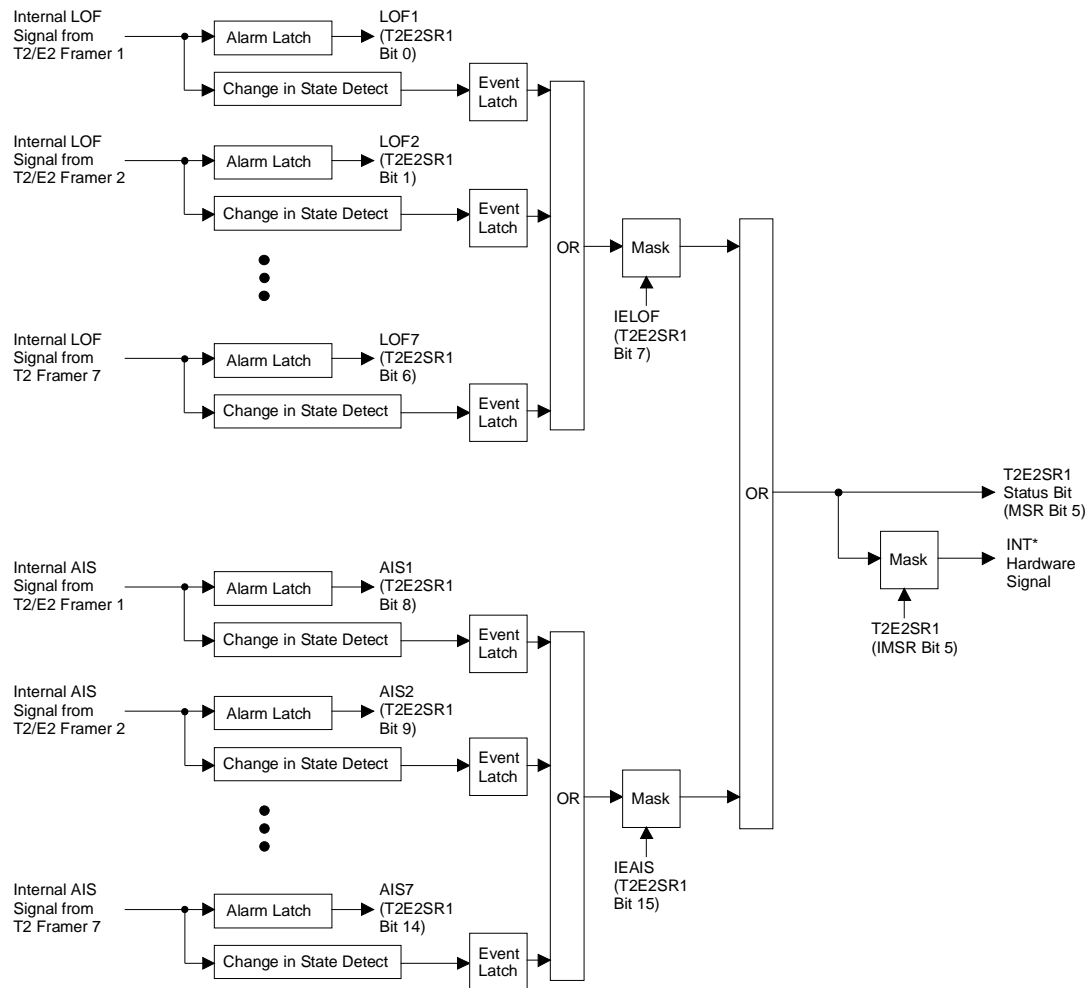 Internal LOF
Signal from
T2/E2 Framer 1
Alarm Latch
LOF1
(T2E2SR1
Bit 0)
Change in State Detect
Event
Latch
Internal LOF
Signal from
T2/E2 Framer 2
Alarm Latch
LOF2
(T2E2SR1
Bit 1)
Change in State Detect
Event
Latch
OR
Mask
IELOF
(T2E2SR1
Bit 7)
Internal LOF
Signal from
T2 Framer 7
Alarm Latch
LOF7
(T2E2SR1
Bit 6)
Change in State Detect
Event
Latch
OR
T2E2SR1
Status Bit
(MSR Bit 5)
Mask
INT*
Hardware
Signal
T2E2SR1
(IMSR Bit 5)
Internal AIS
Signal from
T2/E2 Framer 1
Alarm Latch
AIS1
(T2E2SR1
Bit 8)
Change in State Detect
Event
Latch
Internal AIS
Signal from
T2/E2 Framer 2
Alarm Latch
AIS2
(T2E2SR1
Bit 9)
Change in State Detect
Event
Latch
OR
Mask
IEAIS
(T2E2SR1
Bit 15)
Internal AIS
Signal from
T2 Framer 7
Alarm Latch
AIS7
(T2E2SR1
Bit 14)
Change in State Detect
Event
Latch